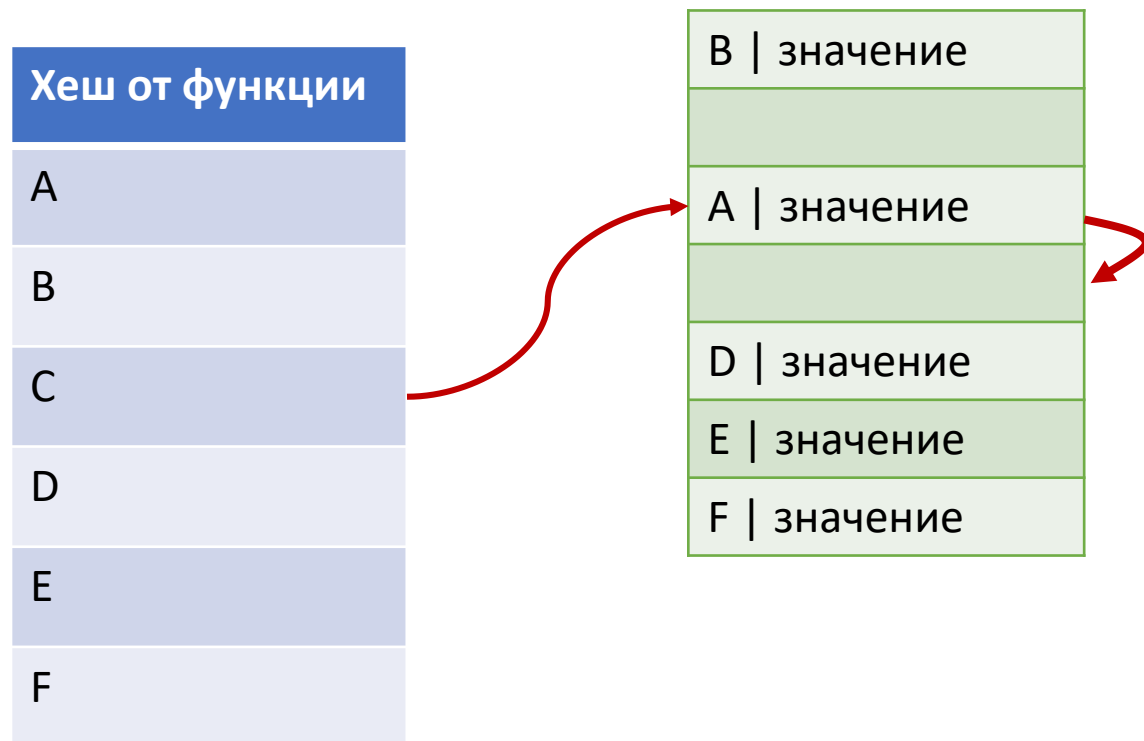 Хеш от функции
A
B
C
D
E
F
B | значение
A | значение
D | значение
E | значение
F | значение